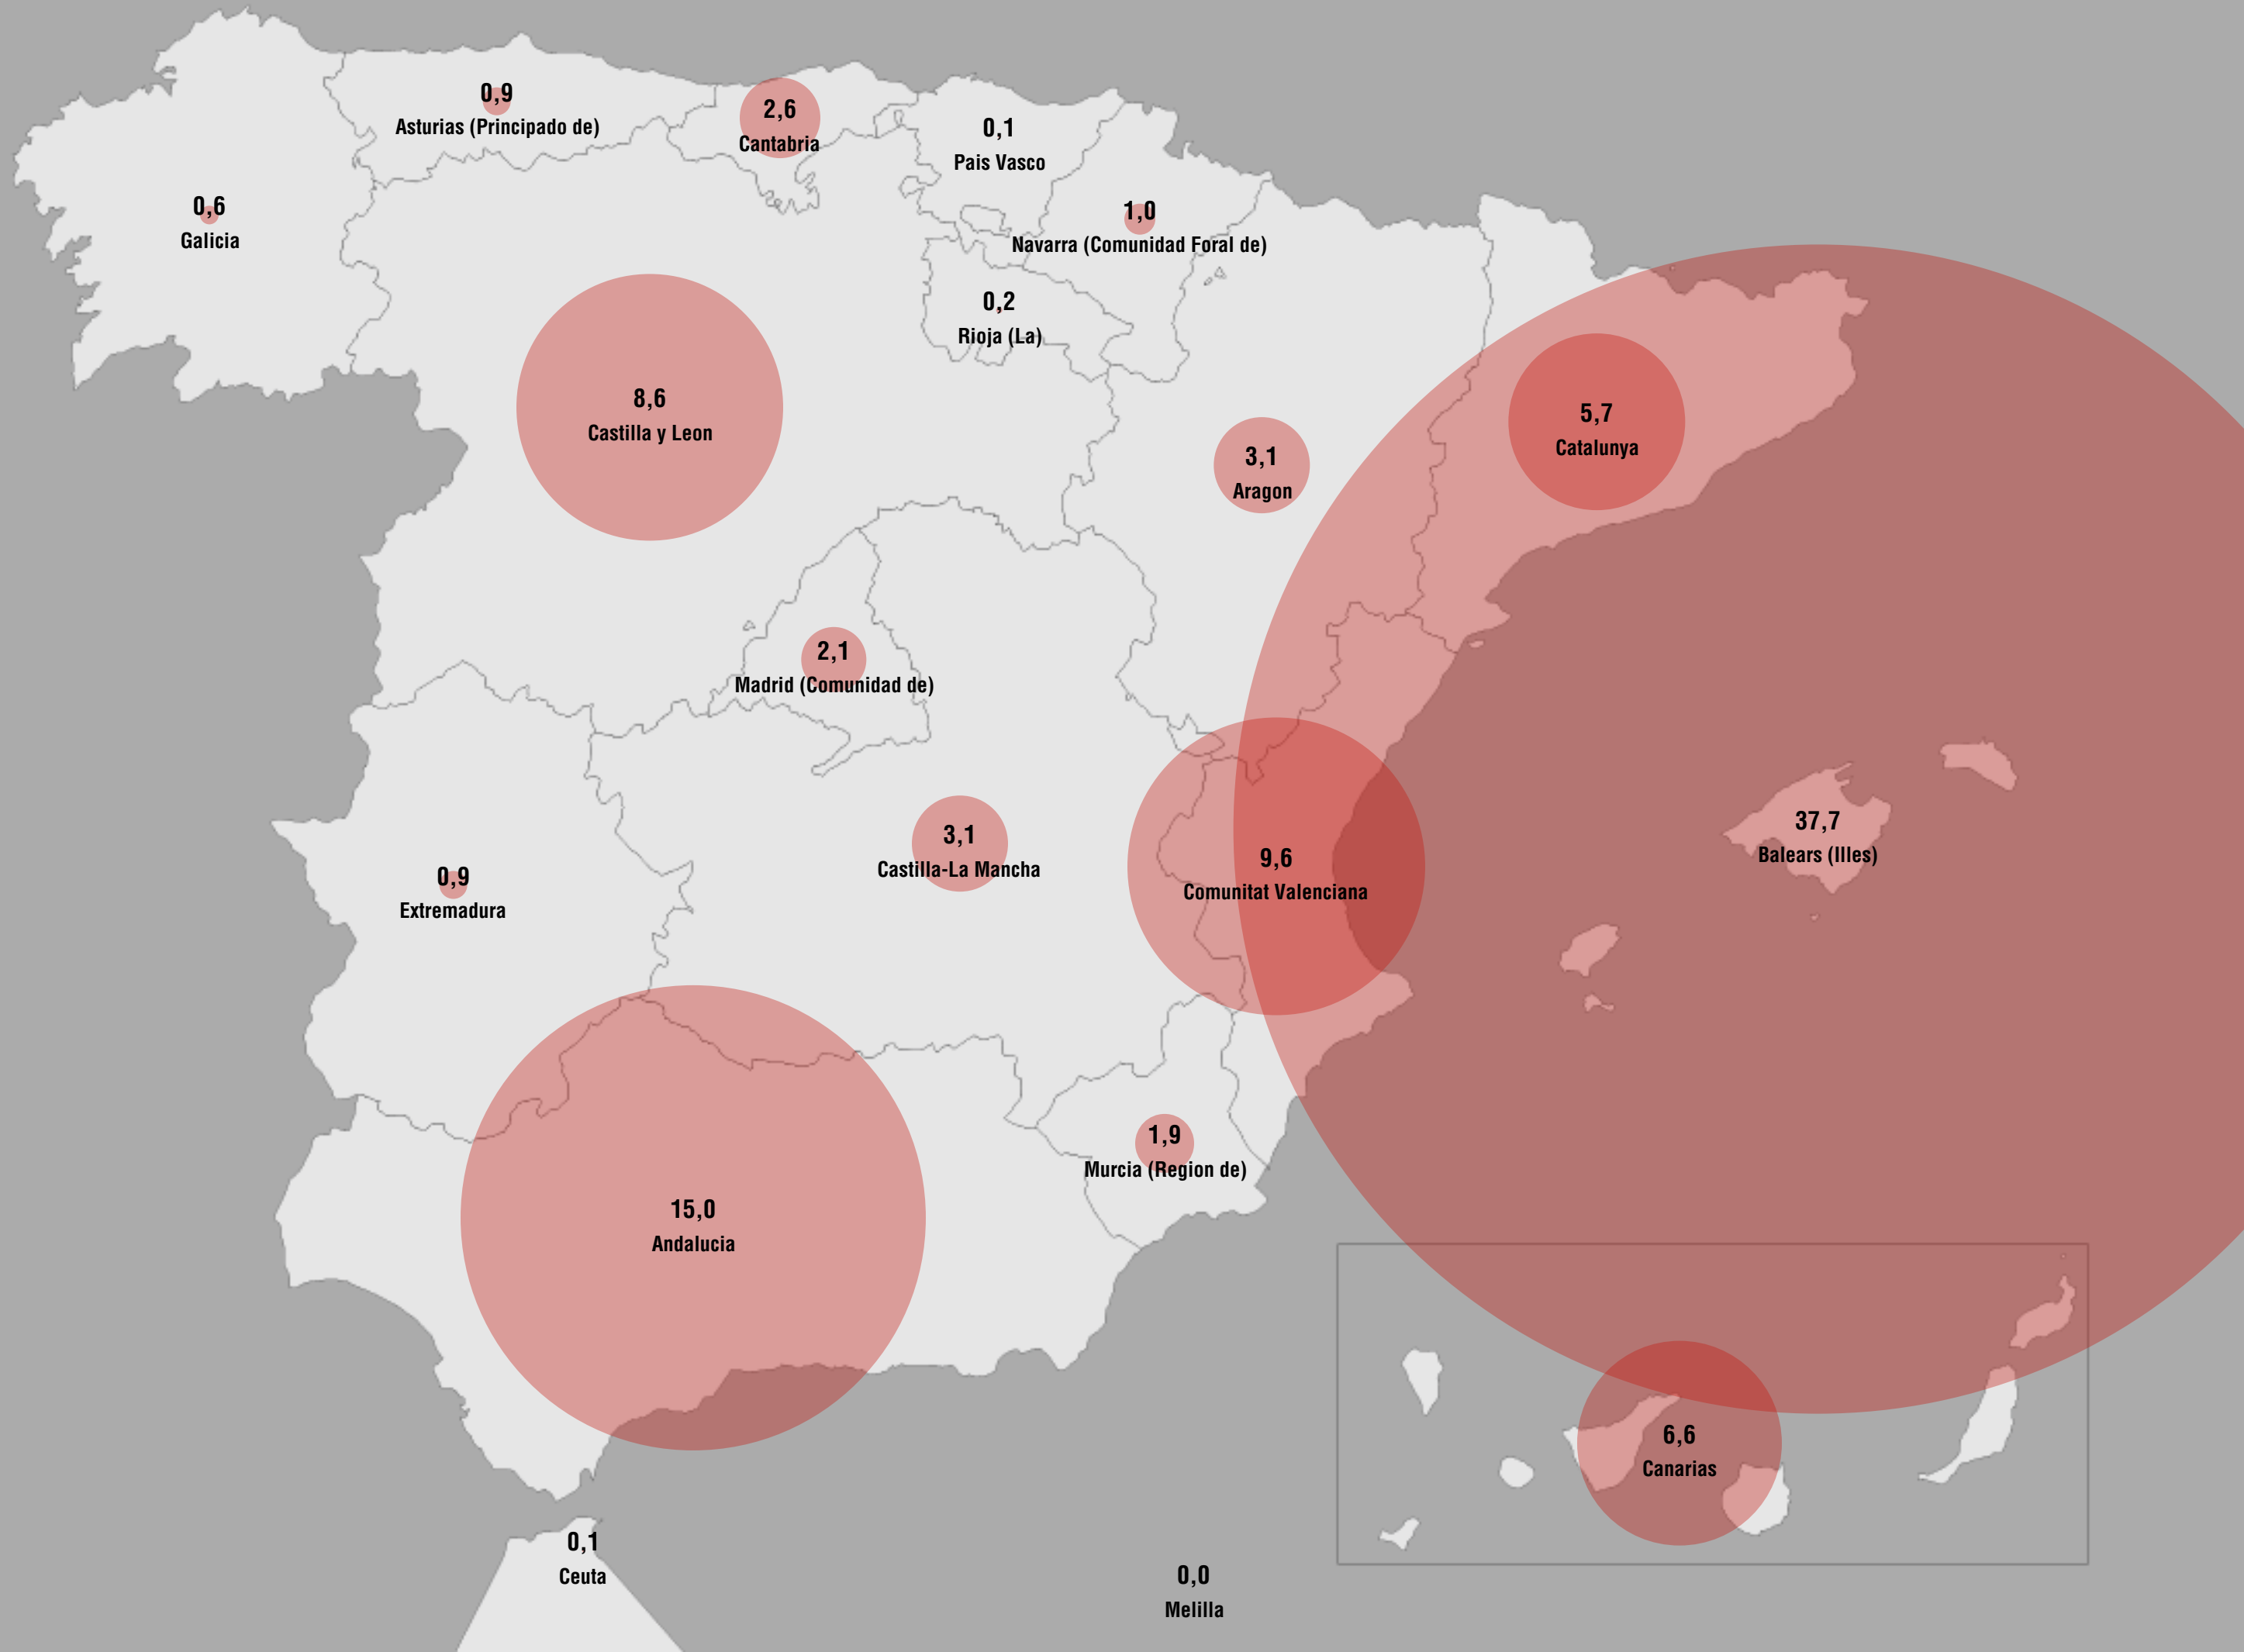 0,9
Asturias (Principado de)
2,6
Cantabria
0,1
Pais Vasco
0,6
Galicia
1,0
Navarra (Comunidad Foral de)
0,2
Rioja (La)
8,6
Castilla y Leon
5,7
Catalunya
3,1
Aragon
2,1
Madrid (Comunidad de)
37,7
Balears (Illes)
3,1
Castilla-La Mancha
9,6
Comunitat Valenciana
0,9
Extremadura
1,9
Murcia (Region de)
15,0
Andalucia
6,6
Canarias
0,1
Ceuta
0,0
Melilla